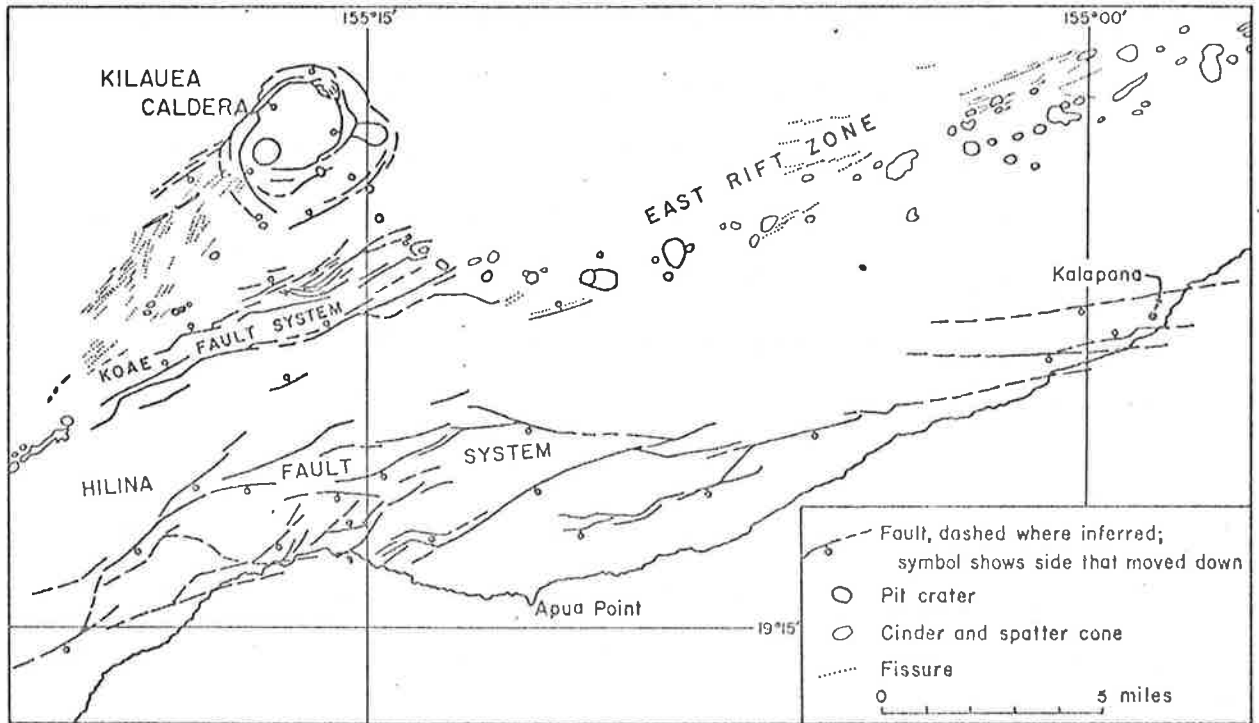 155°15'
155°00'
KILAUEA
CALDERA
EAST RIFT ZONE
Kalapana
KOAE FAULT SYSTEM
HILINA FAULT SYSTEM
Apua Point
19°15'
Fault, dashed where inferred;
symbol shows side that moved down
Pit crater
Cinder and spatter cone
Fissure
0 5 miles